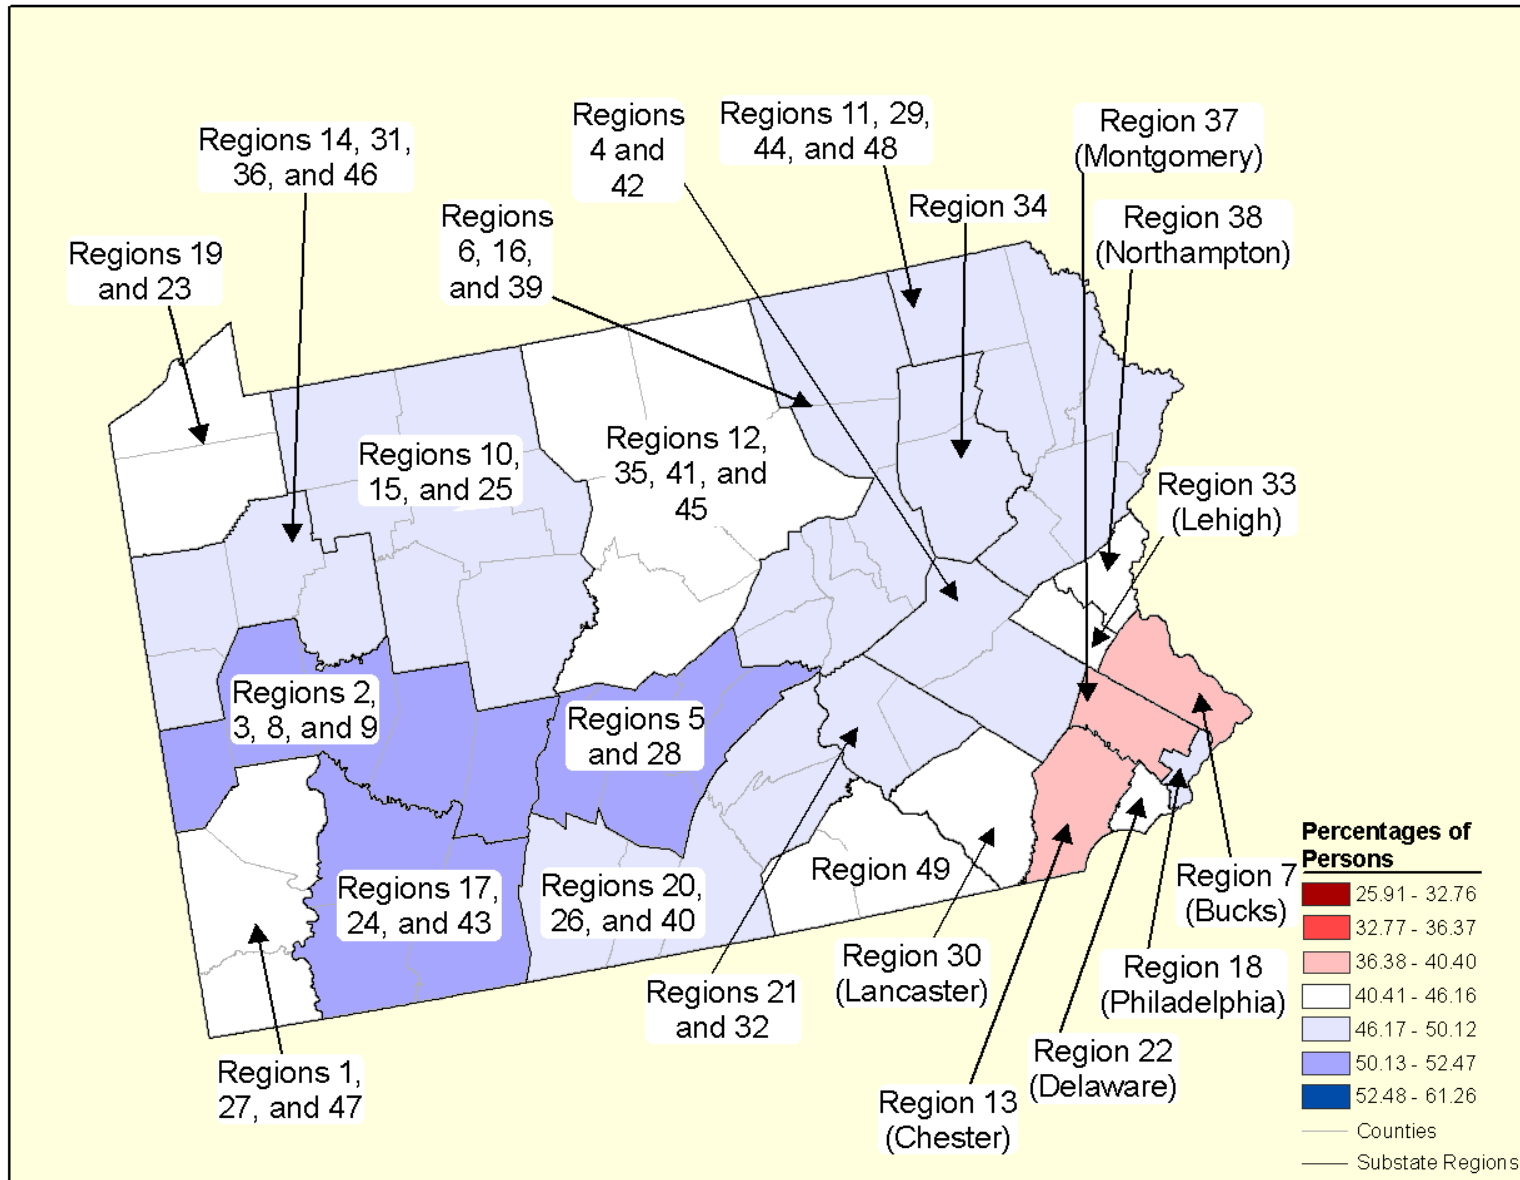 Regions 14, 31,
36, and 46
Regions
4 and
42
Regions 11, 29,
44, and 48
Region 37
(Montgomery)
Regions
6, 16,
and 39
Region 34
Region 38
(Northampton)
Regions 19
and 23
Regions 10,
15, and 25
Regions 12,
35, 41, and
45
Region 33
(Lehigh)
Regions 2,
3, 8, and 9
Regions 5
and 28
Regions 17,
24, and 43
Regions 20,
26, and 40
Region 49
Region 7
(Bucks)
Region 30
(Lancaster)
Region 18
(Philadelphia)
Regions 21
and 32
Region 22
(Delaware)
Regions 1,
27, and 47
Region 13
(Chester)
Percentages of
Persons
25.91 - 32.76
32.77 - 36.37
36.38 - 40.40
40.41 - 46.16
46.17 - 50.12
50.13 - 52.47
52.48 - 61.26
Counties
Substate Regions